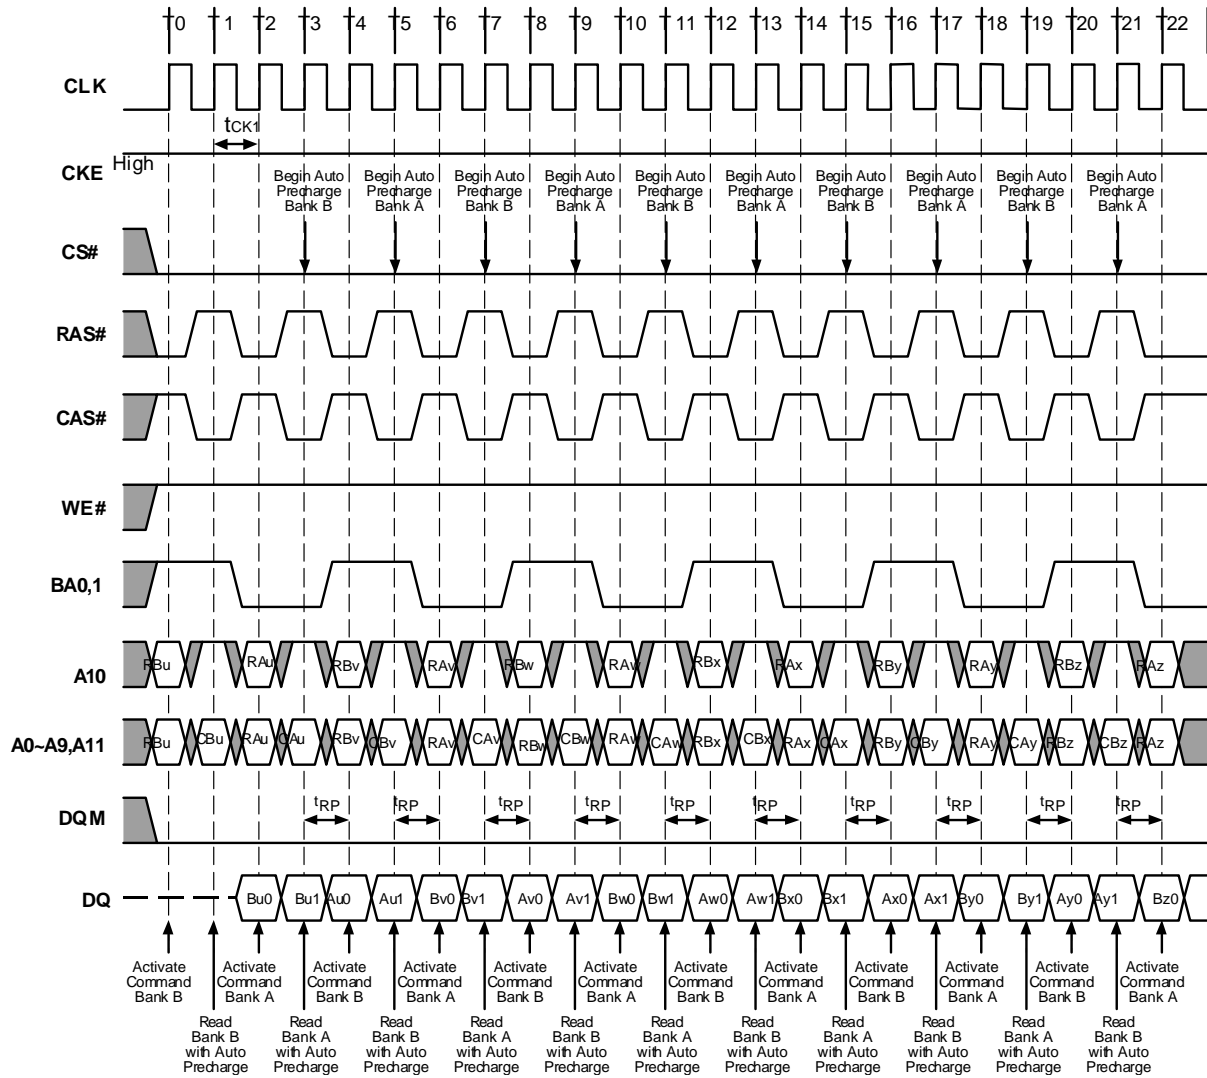 T0 T1 T2 T3 T4 T5 T6 T7 T8 T9 T10 T11 T12 T13 T14 T15 T16 T17 T18 T19 T20 T21 T22
CLK
tCK1
CKE High
Begin Auto Precharge Bank B
Begin Auto Precharge Bank A
Begin Auto Precharge Bank B
Begin Auto Precharge Bank A
Begin Auto Precharge Bank B
Begin Auto Precharge Bank A
Begin Auto Precharge Bank B
Begin Auto Precharge Bank A
Begin Auto Precharge Bank B
Begin Auto Precharge Bank A
CS#
RAS#
CAS#
WE#
BA0,1
A10 RBu RAu RBv RAv RBw RAw RBx RAx RBy RAy RBz RAz
A0~A9,A11 RBu CBu RAu CAu RBv CBv RAv CAv RBw CBw RAw CAw RBx CBx RAx CAx RBy CBy RAy CAy RBz CBz RAz
DQM tRP tRP tRP tRP tRP tRP tRP tRP tRP tRP
DQ Bu0 Bu1 Au0 Au1 Bv0 Bv1 Av0 Av1 Bw0 Bw1 Aw0 Aw1 Bx0 Bx1 Ax0 Ax1 By0 By1 Ay0 Ay1 Bz0
Activate Command Bank B
Activate Command Bank A
Activate Command Bank B
Activate Command Bank A
Activate Command Bank B
Activate Command Bank A
Activate Command Bank B
Activate Command Bank A
Activate Command Bank B
Activate Command Bank A
Activate Command Bank B
Activate Command Bank A
Read Bank B with Auto Precharge
Read Bank A with Auto Precharge
Read Bank B with Auto Precharge
Read Bank A with Auto Precharge
Read Bank B with Auto Precharge
Read Bank A with Auto Precharge
Read Bank B with Auto Precharge
Read Bank A with Auto Precharge
Read Bank B with Auto Precharge
Read Bank A with Auto Precharge
Read Bank B with Auto Precharge